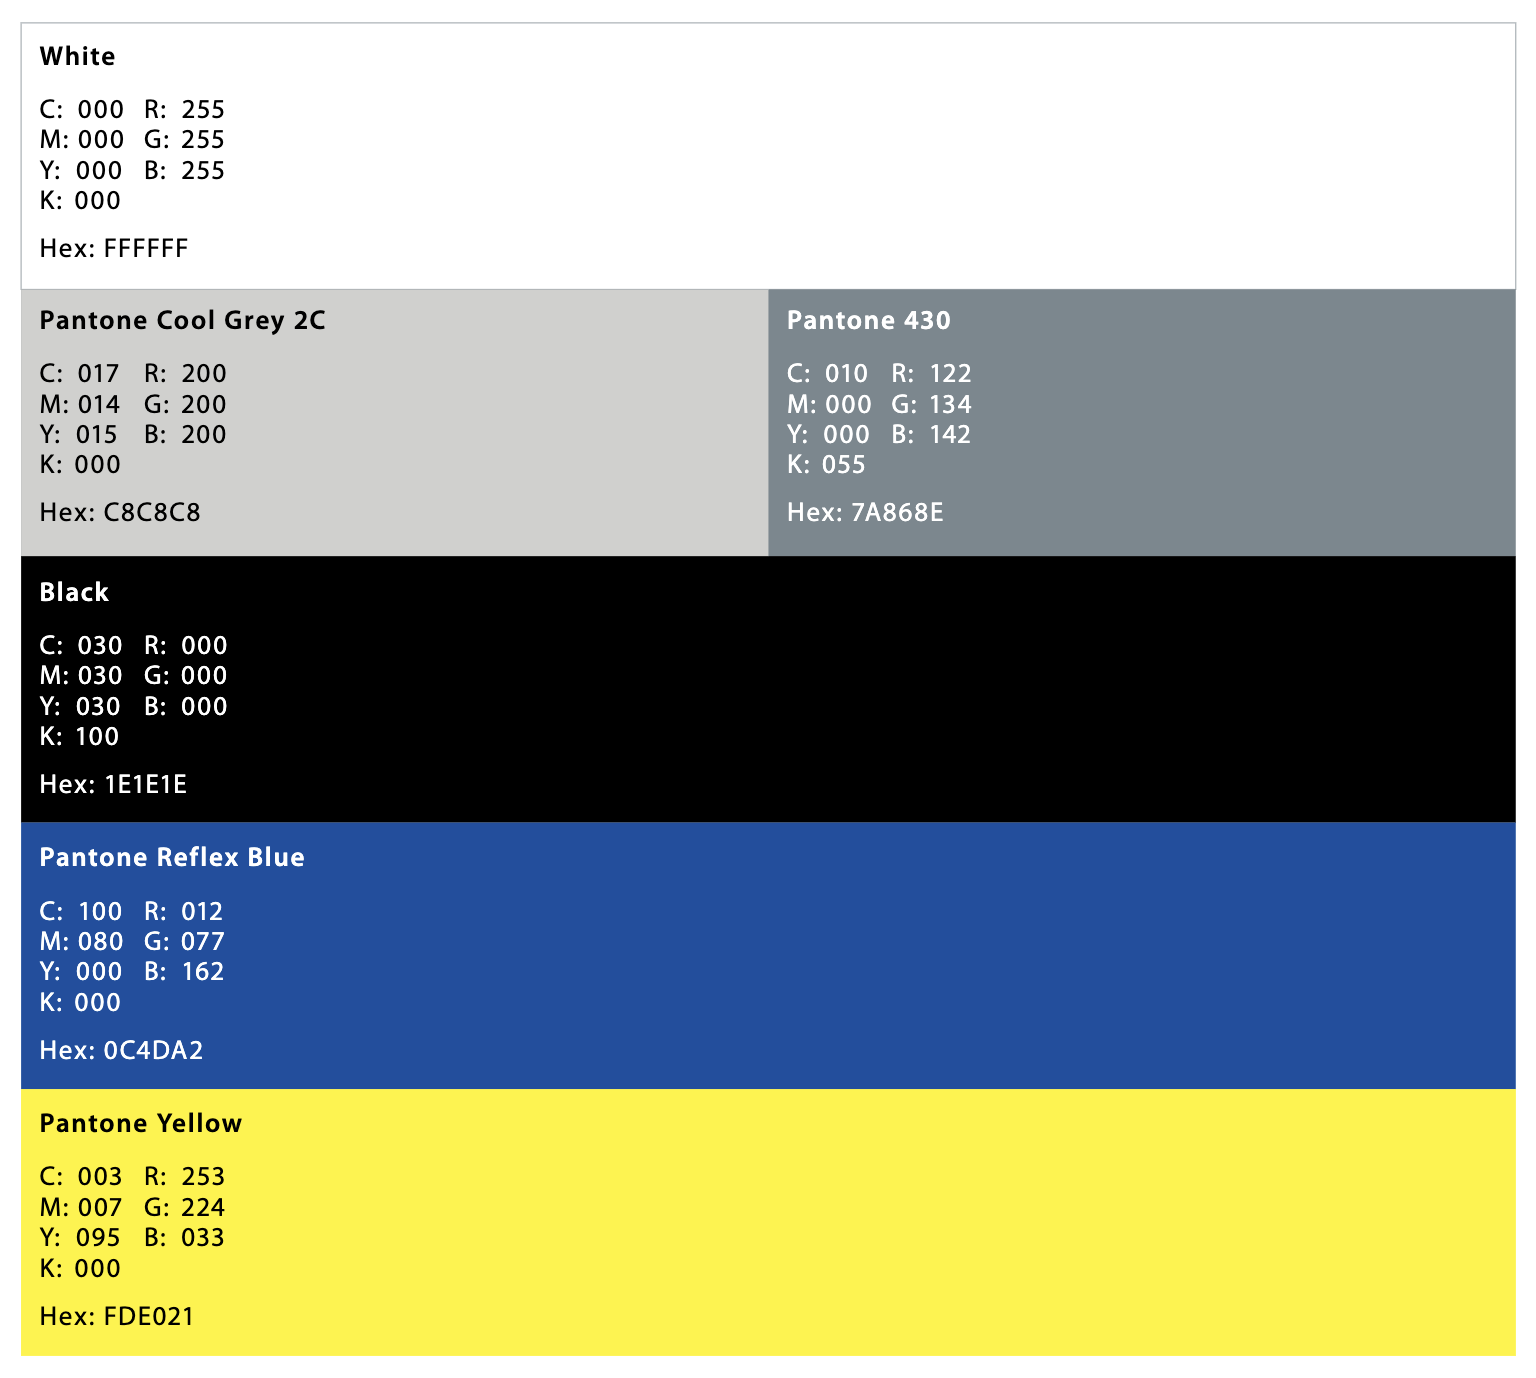 White
C: 000 R: 255
M: 000 G: 255
Y: 000 B: 255
K: 000
Hex: FFFFFF
Pantone Cool Grey 2C
C: 017 R: 200
M: 014 G: 200
Y: 015 B: 200
K: 000
Hex: C8C8C8
Pantone 430
C: 010 R: 122
M: 000 G: 134
Y: 000 B: 142
K: 055
Hex: 7A868E
Black
C: 030 R: 000
M: 030 G: 000
Y: 030 B: 000
K: 100
Hex: 1E1E1E
Pantone Reflex Blue
C: 100 R: 012
M: 080 G: 077
Y: 000 B: 162
K: 000
Hex: 0C4DA2
Pantone Yellow
C: 003 R: 253
M: 007 G: 224
Y: 095 B: 033
K: 000
Hex: FDE021